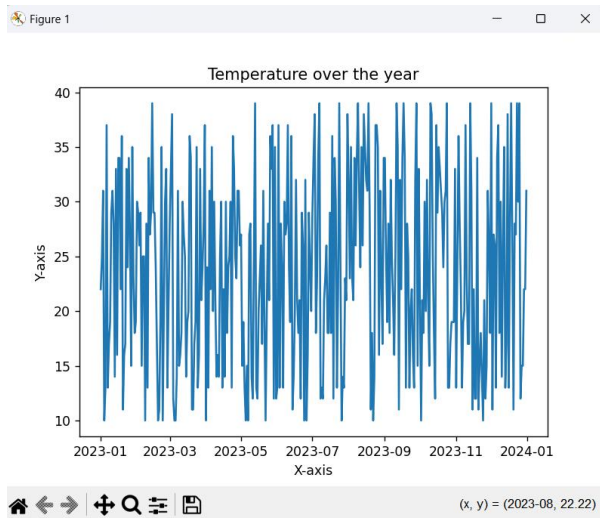 Figure 1
Temperature over the year
40
35
30
25
20
15
10
Y-axis
2023-01 2023-03 2023-05 2023-07 2023-09 2023-11 2024-01
X-axis
(x, y) = (2023-08, 22.22)